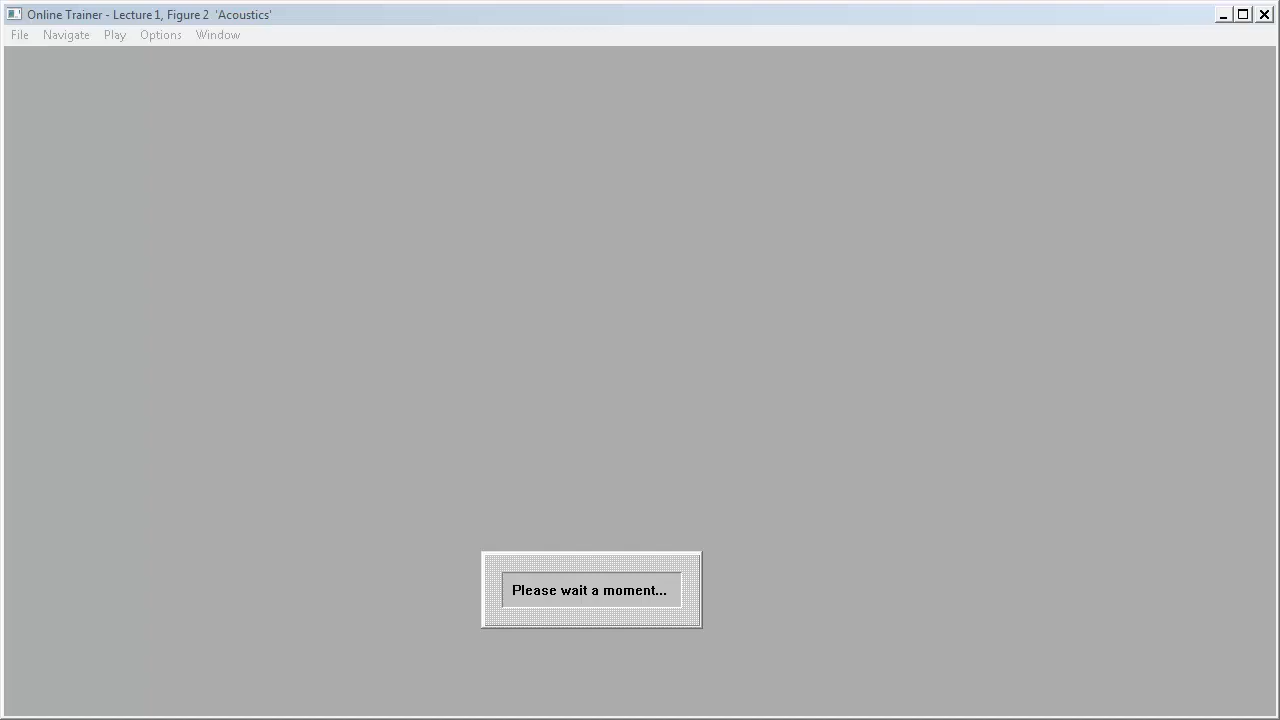 Online Trainer - Lecture 1, Figure 2 'Acoustics'
File Navigate Play Options Window
Please wait a moment...